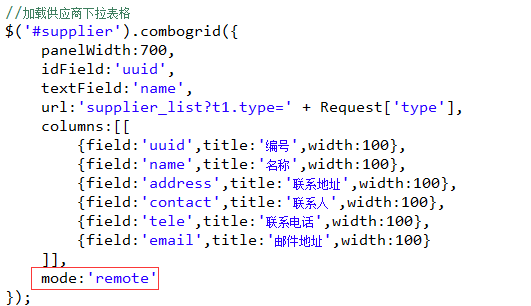 //加载供应商下拉表格
$('#supplier').combogrid({
    panelWidth:700,
    idField:'uuid',
    textField:'name',
    url:'supplier_list?t1.type=' + Request['type'],
    columns:[[
        {field:'uuid',title:'编号',width:100},
        {field:'name',title:'名称',width:100},
        {field:'address',title:'联系地址',width:100},
        {field:'contact',title:'联系人',width:100},
        {field:'tele',title:'联系电话',width:100},
        {field:'email',title:'邮件地址',width:100}
    ]],
    mode:'remote'
});